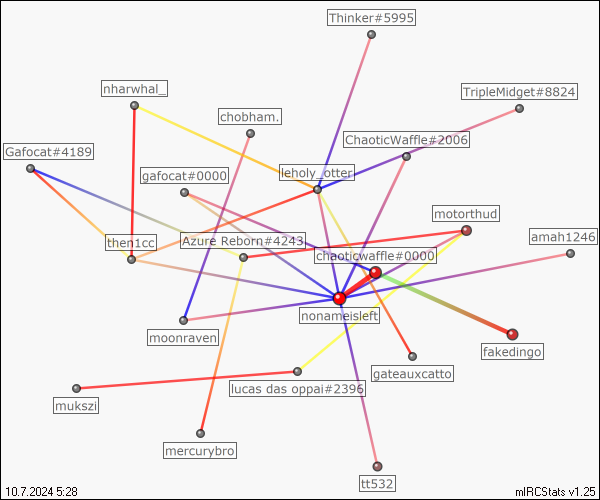 Thinker#5995
nharwhal_
TripleMidget#8824
chobham.
ChaoticWaffle#2006
Gafocat#4189
gafocat#0000
leholy_otter
motorthud
then1cc
Azure Reborn#4243
amah1246
chaoticwaffle#0000
nonameisleft
moonraven
fakedingo
gateauxcatto
lucas das oppai#2396
mukszi
mercurybro
tt532
10.7.2024 5:28
mIRCStats v1.25